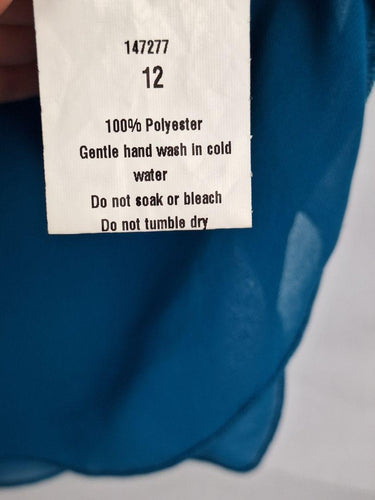 147277
12
100% Polyester
Gentle hand wash in cold
water
Do not soak or bleach
Do not tumble dry